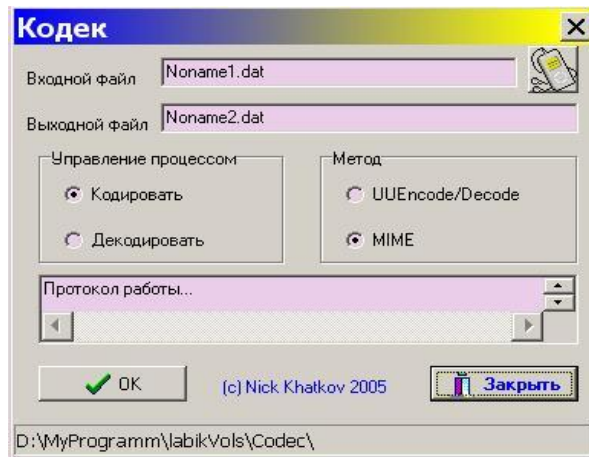 Кодек
Входной файл Noname1.dat
Выходной файл Noname2.dat
Управление процессом Метод
Кодировать UUEncode/Decode
Декодировать MIME
Протокол работы...
OK (c) Nick Khatkov 2005 Закрыть
D:\MyProgramm\labikVols\Codec\